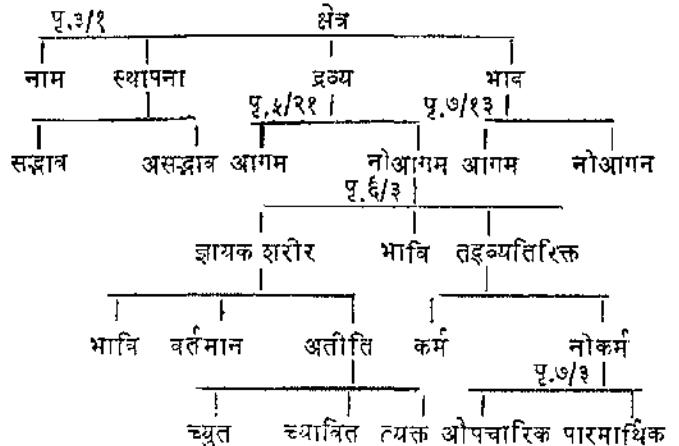 पृ.३/१ क्षेत्र
नाम स्थापना द्रव्य भाव
पृ.५/२१ पृ.७/१३
सद्भाव असद्भाव आगम नोआगम आगम नोआगन
पृ.६/३
ज्ञायक शरीर भावि तद्व्यतिरिक्त
भावि वर्तमान अतीति कर्म नोकर्म
पृ.७/३
च्युत च्यावित त्यक्त औपचारिक पारमार्थिक